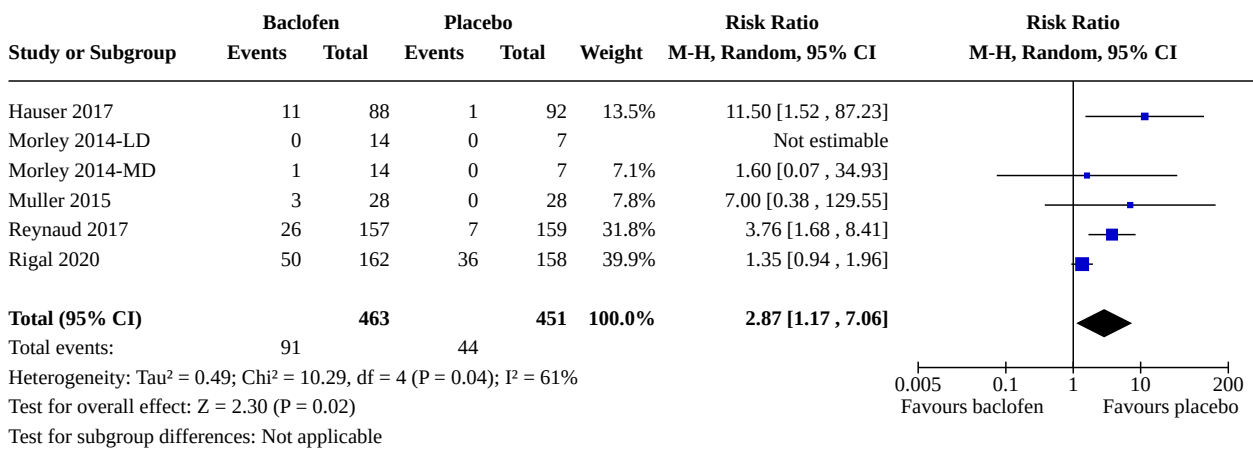 Baclofen Placebo Risk Ratio Risk Ratio
Study or Subgroup Events Total Events Total Weight M-H, Random, 95% CI M-H, Random, 95% CI
Hauser 2017 11 88 1 92 13.5% 11.50 [1.52 , 87.23]
Morley 2014-LD 0 14 0 7 Not estimable
Morley 2014-MD 1 14 0 7 7.1% 1.60 [0.07 , 34.93]
Muller 2015 3 28 0 28 7.8% 7.00 [0.38 , 129.55]
Reynaud 2017 26 157 7 159 31.8% 3.76 [1.68 , 8.41]
Rigal 2020 50 162 36 158 39.9% 1.35 [0.94 , 1.96]
Total (95% CI) 463 451 100.0% 2.87 [1.17 , 7.06]
Total events: 91 44
Heterogeneity: Tau² = 0.49; Chi² = 10.29, df = 4 (P = 0.04); I² = 61%
0.005 0.1 1 10 200
Test for overall effect: Z = 2.30 (P = 0.02) Favours baclofen Favours placebo
Test for subgroup differences: Not applicable